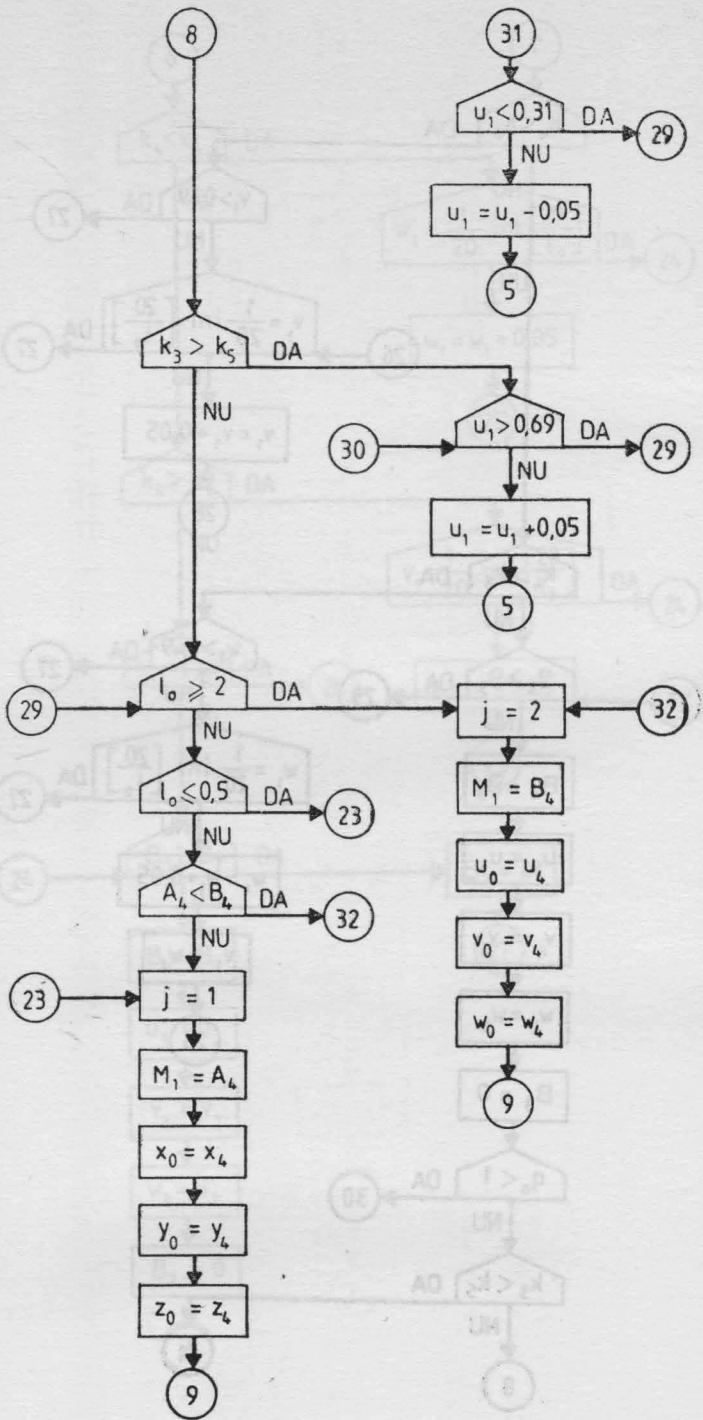 8
31
u₁<0,31 DA
29
NU
u₁ = u₁ -0,05
5
k₃ > k₅ DA
NU
30
u₁>0,69 DA
29
NU
u₁ = u₁ +0,05
5
29
l₀ ⩾ 2 DA
j = 2
32
NU
M₁ = B₄
l₀ ≤ 0,5 DA
23
NU
u₀ = u₄
A₄ < B₄ DA
32
v₀ = v₄
NU
23
j = 1
w₀ = w₄
M₁ = A₄
9
x₀ = x₄
y₀ = y₄
z₀ = z₄
9